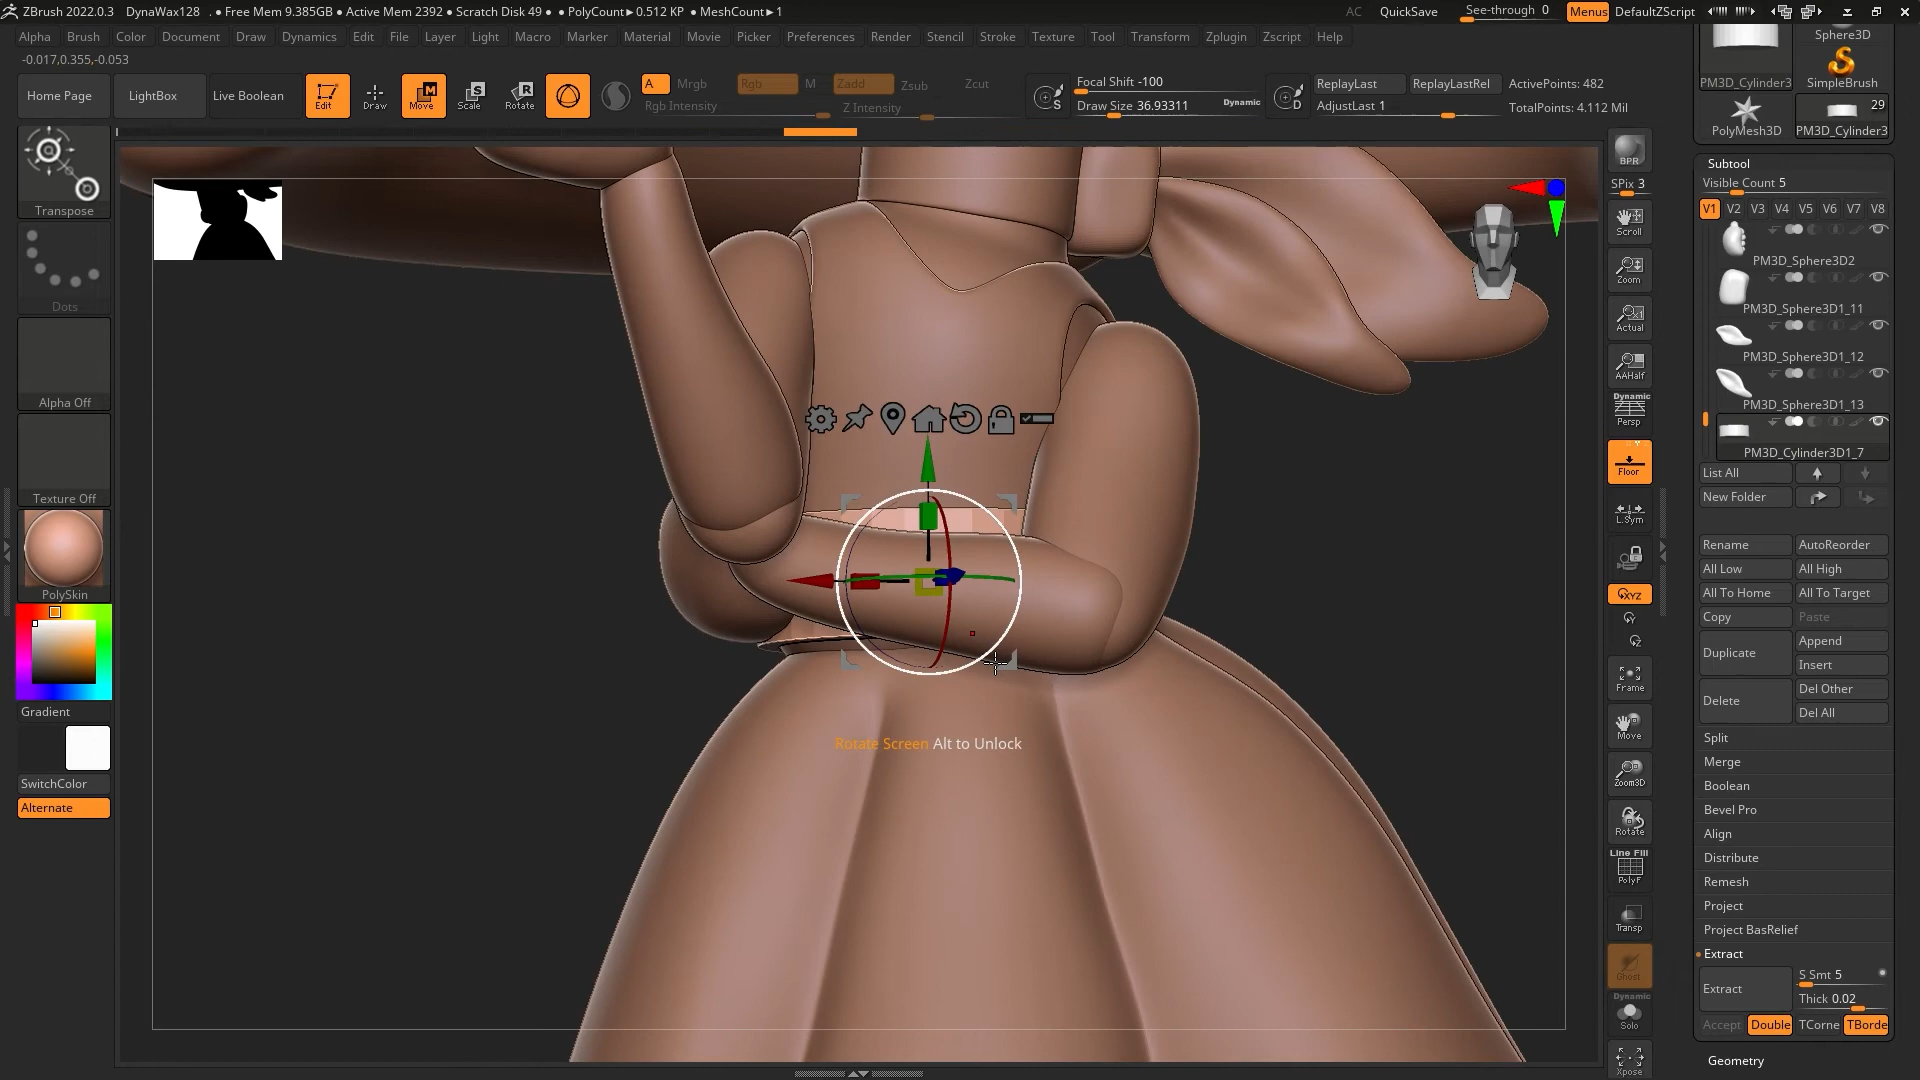 ZBrush 2022.0.3 DynaWax128 . ● Free Mem 9.385GB ● Active Mem 2392 ● Scratch Disk 49 ● PolyCount▸0.512 KP ● MeshCount▸1 AC QuickSave See-through 0 Menus DefaultZScript
Alpha Brush Color Document Draw Dynamics Edit File Layer Light Macro Marker Material Movie Picker Preferences Render Stencil Stroke Texture Tool Transform Zplugin Zscript Help
-0.017,0.355,-0.053
Home Page LightBox Live Boolean Edit Draw Move Scale Rotate
A Mrgb Rgb M Zadd Zsub Zcut
Rgb Intensity Z Intensity
Focal Shift -100
Draw Size 36.93311 Dynamic
ReplayLast ReplayLastRel ActivePoints: 482
AdjustLast 1 TotalPoints: 4.112 Mil
Transpose
Dots
Alpha Off
Texture Off
PolySkin
Gradient
SwitchColor
Alternate
Rotate Screen Alt to Unlock
BPR
SPix 3
Scroll
Zoom
Actual
AAHalf
Dynamic
Persp
Floor
L.Sym
XYZ
Frame
Move
Zoom3D
Rotate
Line Fill
PolyF
Transp
Ghost
Dynamic
Solo
Xpose
Sphere3D
PM3D_Cylinder3 SimpleBrush
29
PolyMesh3D PM3D_Cylinder3
Subtool
Visible Count 5
V1 V2 V3 V4 V5 V6 V7 V8
PM3D_Sphere3D2
PM3D_Sphere3D1_11
PM3D_Sphere3D1_12
PM3D_Sphere3D1_13
PM3D_Cylinder3D1_7
List All
New Folder
Rename AutoReorder
All Low All High
All To Home All To Target
Copy Paste
Duplicate Append
Insert
Delete Del Other
Del All
Split
Merge
Boolean
Bevel Pro
Align
Distribute
Remesh
Project
Project BasRelief
Extract
Extract S Smt 5
Thick 0.02
Accept Double TCorne TBorde
Geometry